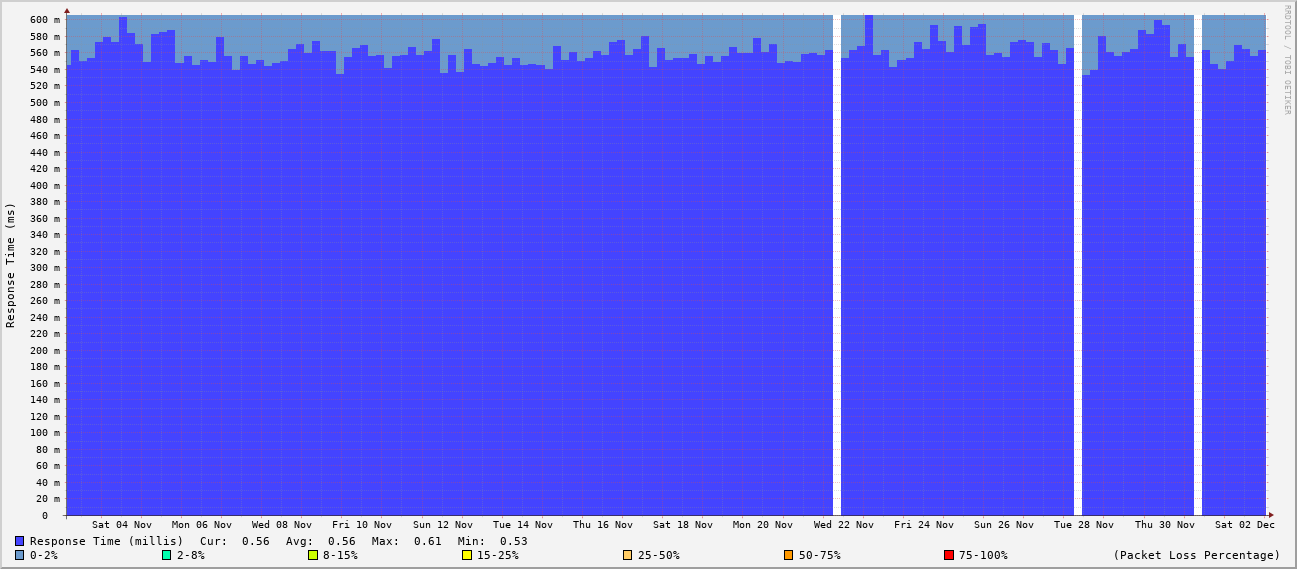 RRDTOOL / TOBI OETIKER
Response Time (ms)
600 m
580 m
560 m
540 m
520 m
500 m
480 m
460 m
440 m
420 m
400 m
380 m
360 m
340 m
320 m
300 m
280 m
260 m
240 m
220 m
200 m
180 m
160 m
140 m
120 m
100 m
80 m
60 m
40 m
20 m
0
Sat 04 Nov Mon 06 Nov Wed 08 Nov Fri 10 Nov Sun 12 Nov Tue 14 Nov Thu 16 Nov Sat 18 Nov Mon 20 Nov Wed 22 Nov Fri 24 Nov Sun 26 Nov Tue 28 Nov Thu 30 Nov Sat 02 Dec
Response Time (millis) Cur: 0.56 Avg: 0.56 Max: 0.61 Min: 0.53
0-2% 2-8% 8-15% 15-25% 25-50% 50-75% 75-100% (Packet Loss Percentage)